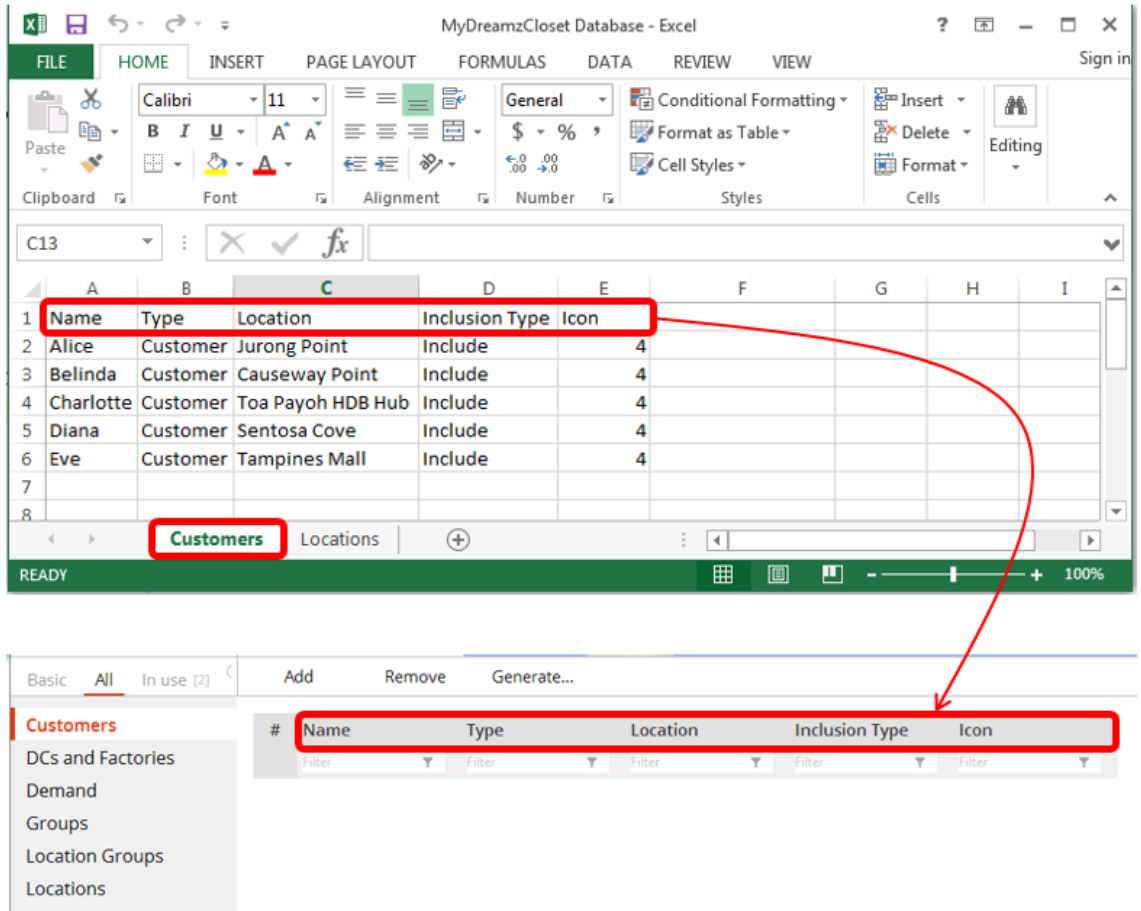 MyDreamzCloset Database - Excel
FILE HOME INSERT PAGE LAYOUT FORMULAS DATA REVIEW VIEW Sign in
Calibri 11 General Conditional Formatting Insert
Paste B I U A A $ % , Format as Table Delete Editing
A Cell Styles Format
Clipboard Font Alignment Number Styles Cells
C13 fx
A B C D E F G H I
1 Name Type Location Inclusion Type Icon
2 Alice Customer Jurong Point Include 4
3 Belinda Customer Causeway Point Include 4
4 Charlotte Customer Toa Payoh HDB Hub Include 4
5 Diana Customer Sentosa Cove Include 4
6 Eve Customer Tampines Mall Include 4
7
8
Customers Locations
READY 100%
Basic All In use [2] Add Remove Generate...
Customers # Name Type Location Inclusion Type Icon
DCs and Factories Filter Filter Filter Filter Filter
Demand
Groups
Location Groups
Locations